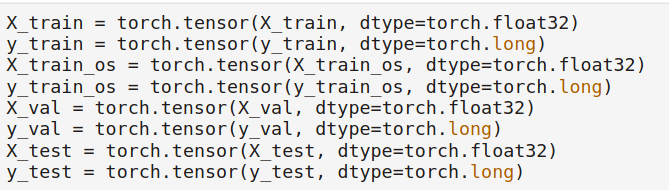 X_train = torch.tensor(X_train, dtype=torch.float32)
y_train = torch.tensor(y_train, dtype=torch.long)
X_train_os = torch.tensor(X_train_os, dtype=torch.float32)
y_train_os = torch.tensor(y_train_os, dtype=torch.long)
X_val = torch.tensor(X_val, dtype=torch.float32)
y_val = torch.tensor(y_val, dtype=torch.long)
X_test = torch.tensor(X_test, dtype=torch.float32)
y_test = torch.tensor(y_test, dtype=torch.long)